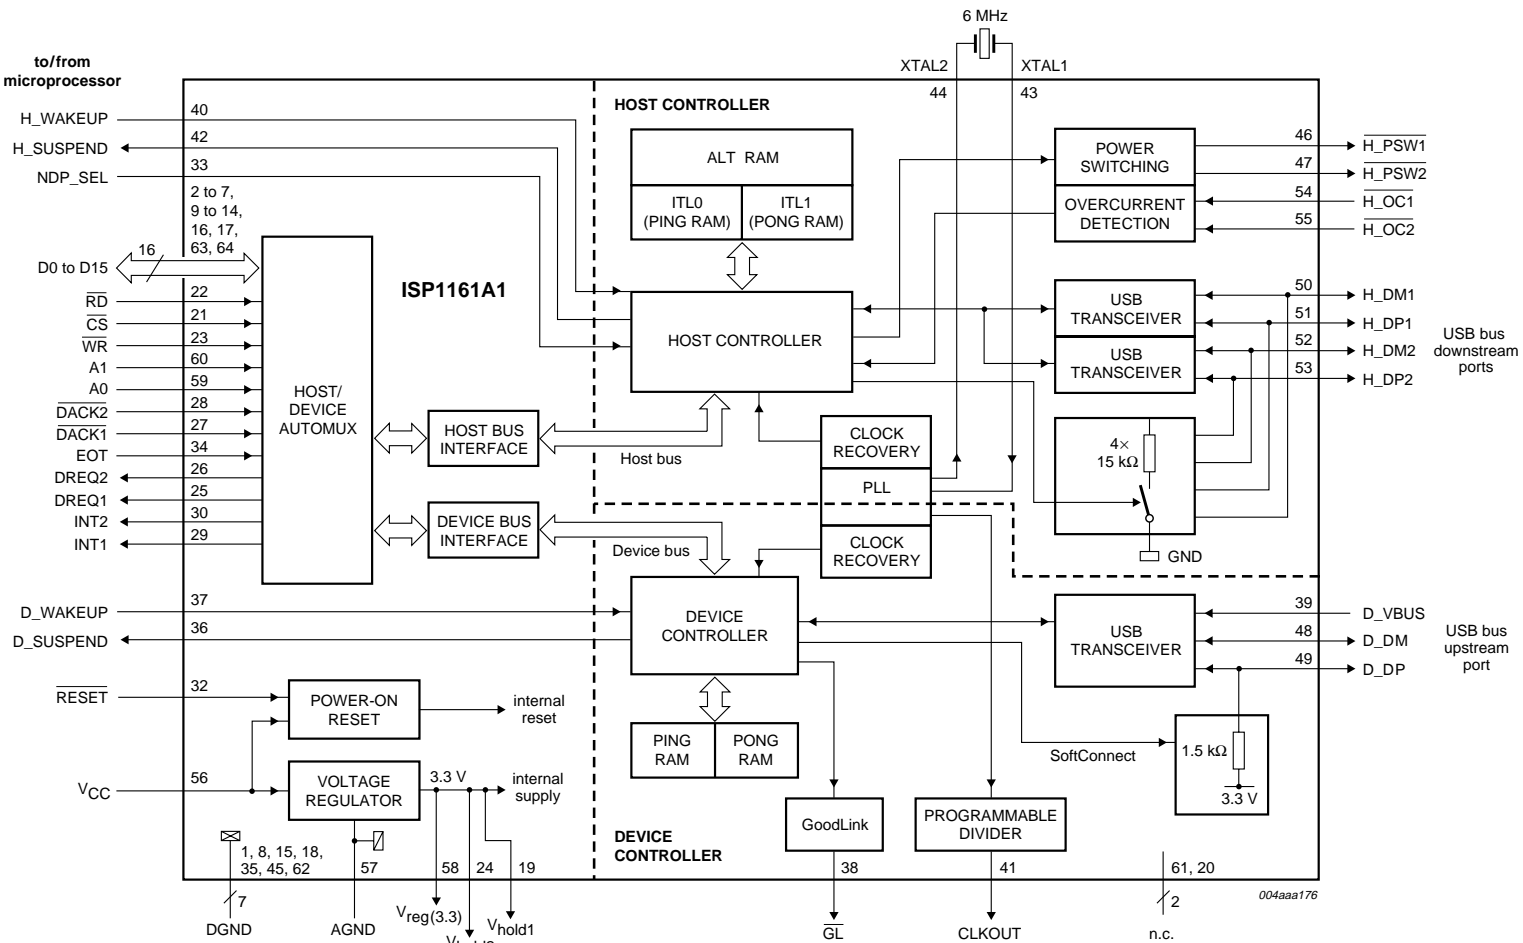 6 MHz
to/from
microprocessor
XTAL2
XTAL1
44
43
H_WAKEUP
40
H_SUSPEND
42
NDP_SEL
33
2 to 7,
9 to 14,
16, 17,
63, 64
D0 to D15
16
RD
22
CS
21
WR
23
A1
60
A0
59
DACK2
28
DACK1
27
EOT
34
DREQ2
26
DREQ1
25
INT2
30
INT1
29
D_WAKEUP
37
D_SUSPEND
36
RESET
32
VCC
56
HOST/
DEVICE
AUTOMUX
ISP1161A1
HOST BUS
INTERFACE
Host bus
DEVICE BUS
INTERFACE
Device bus
POWER-ON
RESET
internal
reset
VOLTAGE
REGULATOR
3.3 V
internal
supply
1, 8, 15, 18,
35, 45, 62
7
DGND
57
AGND
58
24
19
Vreg(3.3)
Vhold1
HOST CONTROLLER
ALT RAM
ITL0
(PING RAM)
ITL1
(PONG RAM)
HOST CONTROLLER
CLOCK
RECOVERY
PLL
CLOCK
RECOVERY
POWER
SWITCHING
OVERCURRENT
DETECTION
46
H_PSW1
47
H_PSW2
54
H_OC1
55
H_OC2
USB
TRANSCEIVER
USB
TRANSCEIVER
50
H_DM1
51
H_DP1
52
H_DM2
53
H_DP2
USB bus
downstream
ports
4×
15 kΩ
GND
DEVICE
CONTROLLER
PING
RAM
PONG
RAM
USB
TRANSCEIVER
39
D_VBUS
48
D_DM
49
D_DP
USB bus
upstream
port
SoftConnect
1.5 kΩ
3.3 V
GoodLink
PROGRAMMABLE
DIVIDER
DEVICE
CONTROLLER
38
GL
41
CLKOUT
61, 20
2
n.c.
004aaa176